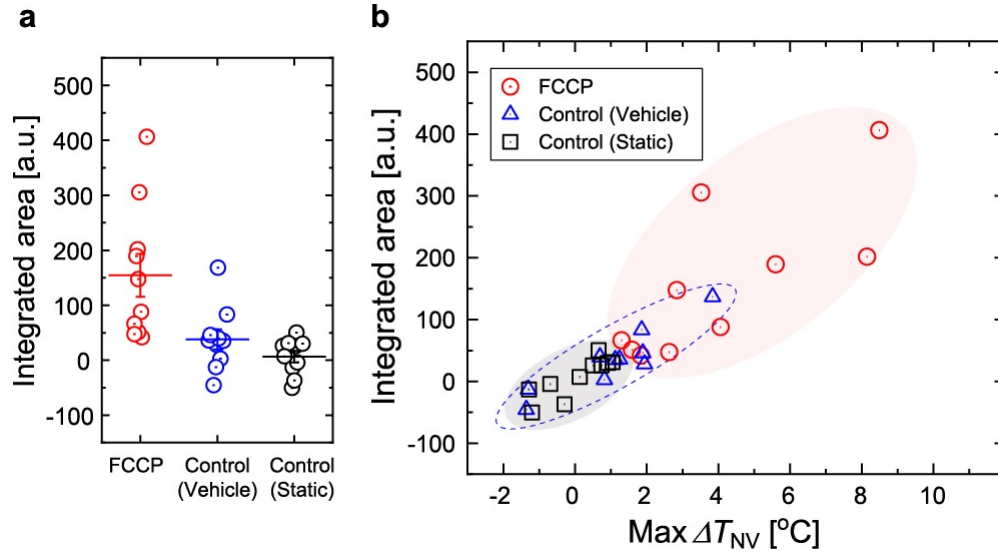 a
Integrated area [a.u.]
500
400
300
200
100
0
-100
FCCP
Control
(Vehicle)
Control
(Static)
b
Integrated area [a.u.]
500
400
300
200
100
0
-100
FCCP
Control (Vehicle)
Control (Static)
-2 0 2 4 6 8 10
Max ΔT_NV [°C]